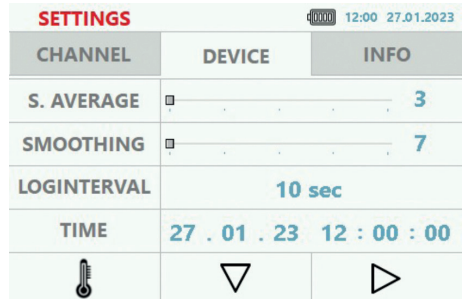 SETTINGS 12:00 27.01.2023
CHANNEL DEVICE INFO
S. AVERAGE 3
SMOOTHING 7
LOGINTERVAL 10 sec
TIME 27 . 01 . 23 12 : 00 : 00